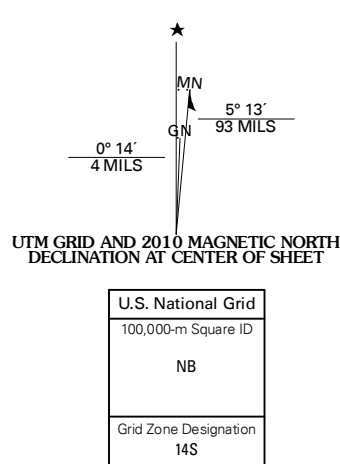 MN
5° 13´
93 MILS
GN
0° 14´
4 MILS
UTM GRID AND 2010 MAGNETIC NORTH
DECLINATION AT CENTER OF SHEET
U.S. National Grid
100,000-m Square ID
NB
Grid Zone Designation
14S